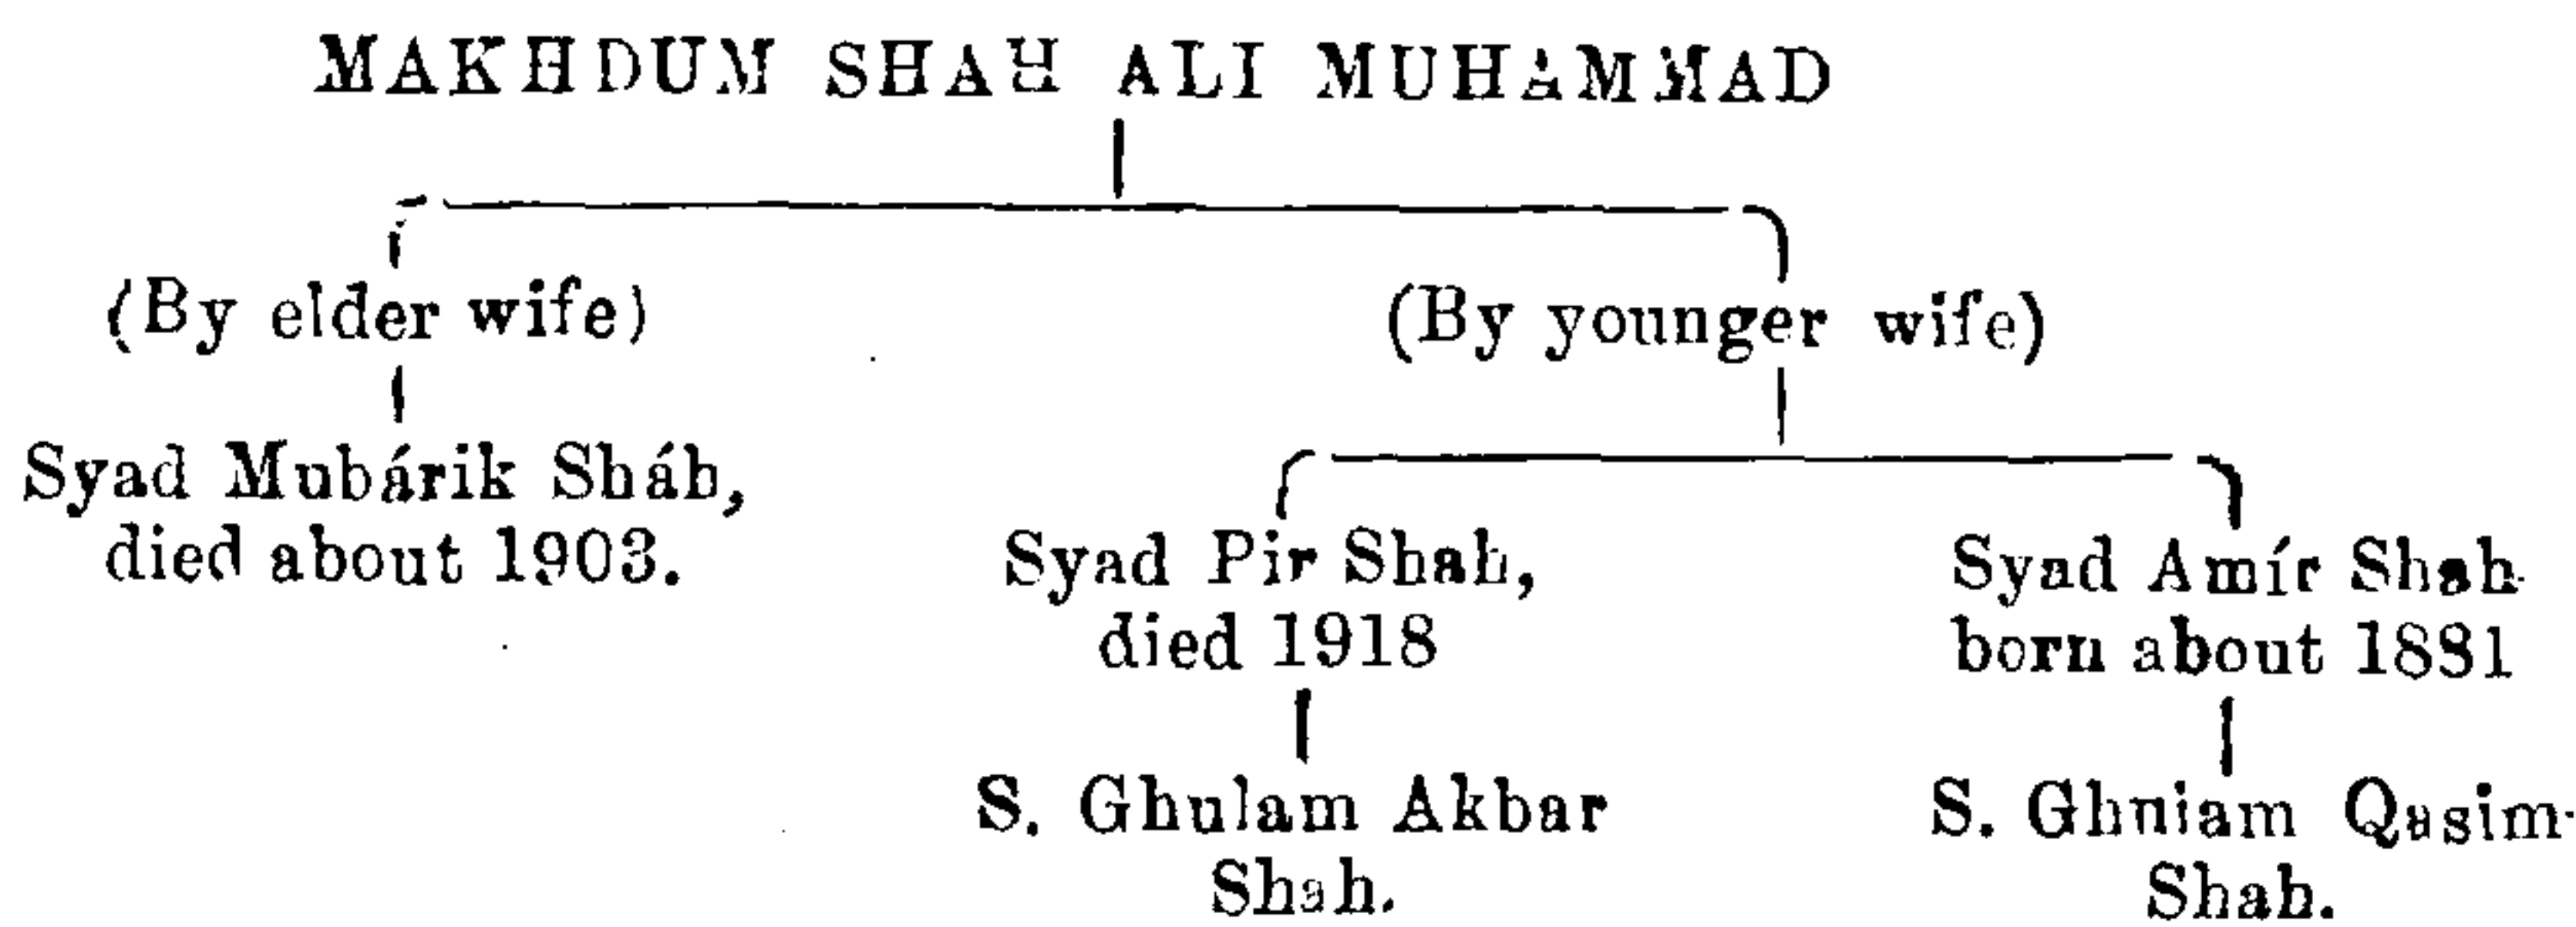 MAKHDUM SHAH ALI MUHAMMAD
(By elder wife)
(By younger wife)
Syad Mubárik Sháh,
died about 1903.
Syad Pir Shah,
died 1918
Syad Amír Shah
born about 1881
S. Ghulam Akbar
Shah.
S. Ghulam Qasim
Shah.